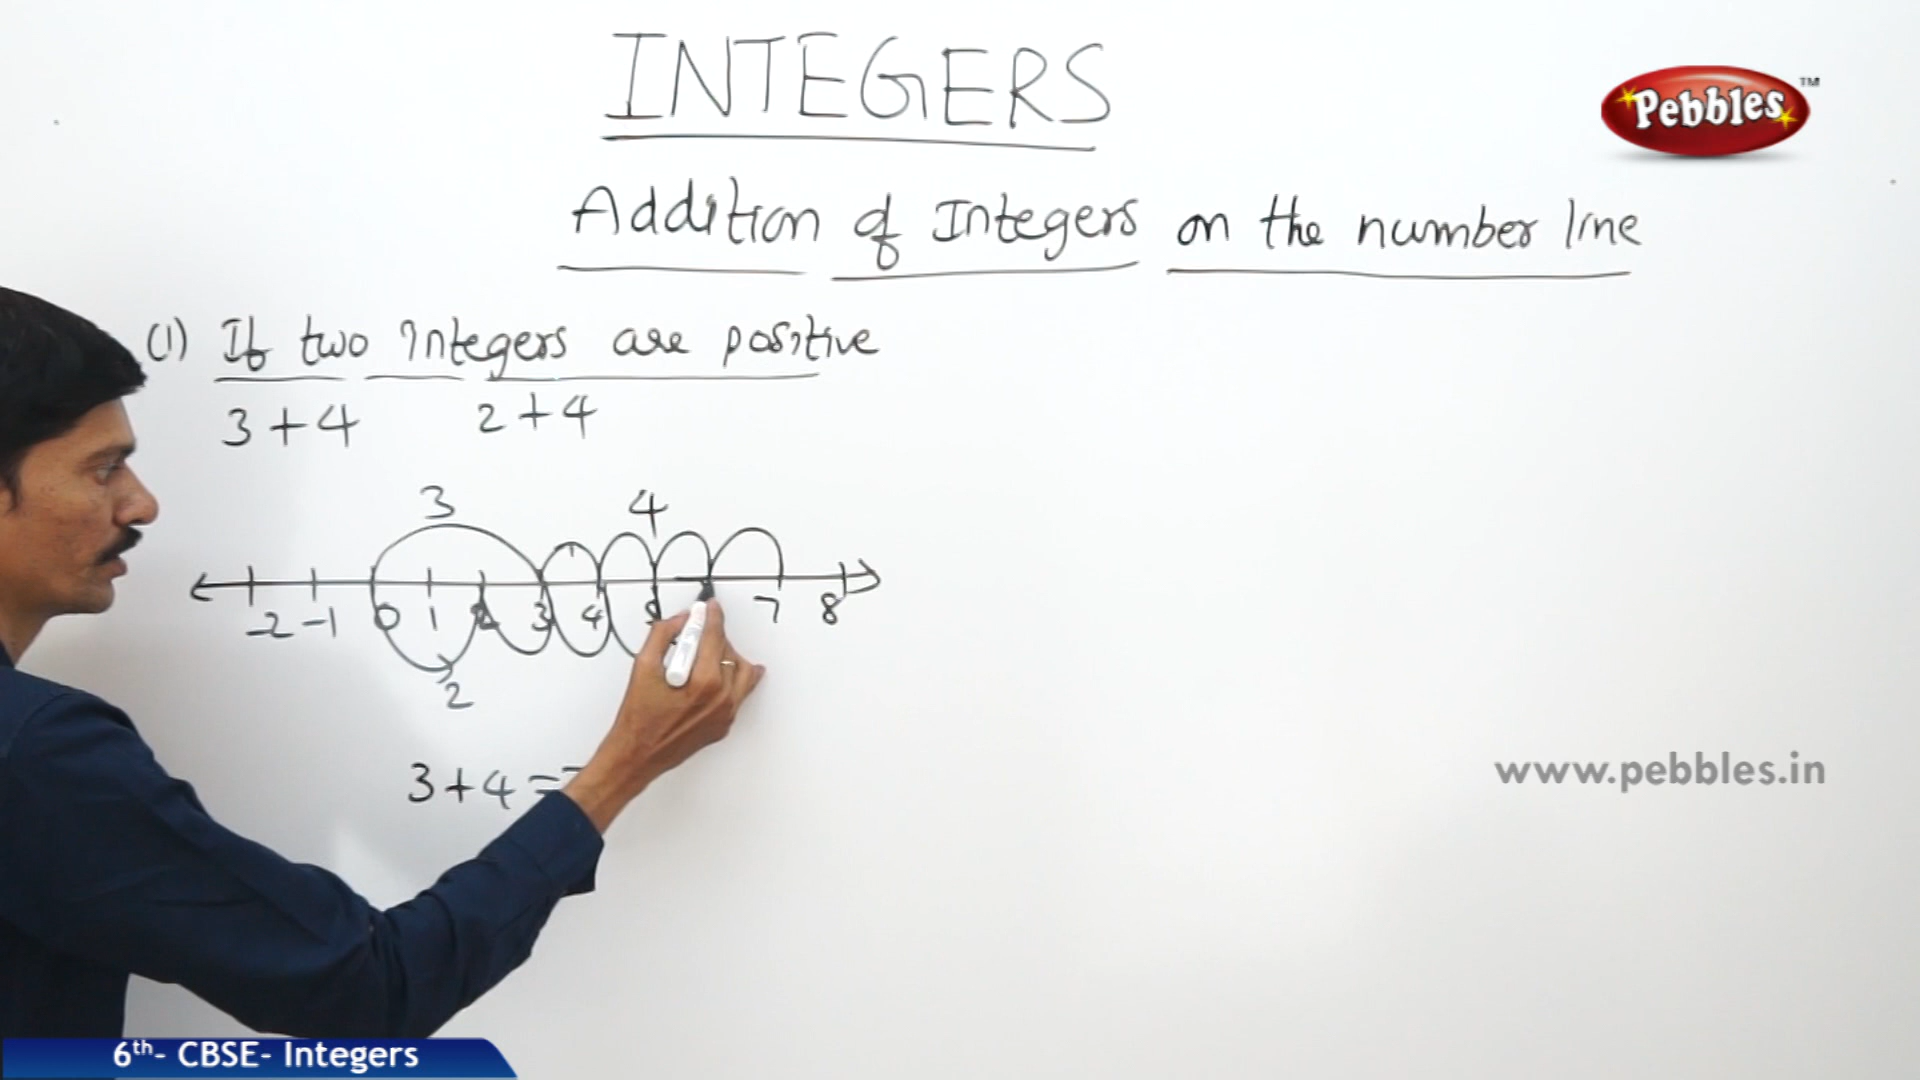 INTEGERS
Pebbles™
Addition of Integers on the number line
(1) If two Integers are positive
3+4 2+4
3 4
-2 -1 0 1 2 3 4 5 7 8
2
3+4=7
www.pebbles.in
6th- CBSE- Integers